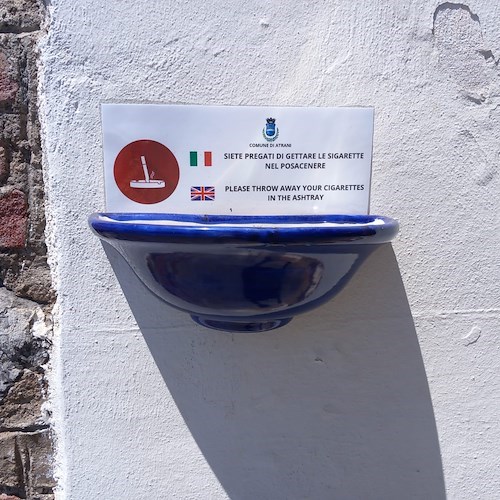 COMUNE DI ATRANI
SIETE PREGATI DI GETTARE LE SIGARETTE
NEL POSACENERE
PLEASE THROW AWAY YOUR CIGARETTES
IN THE ASHTRAY